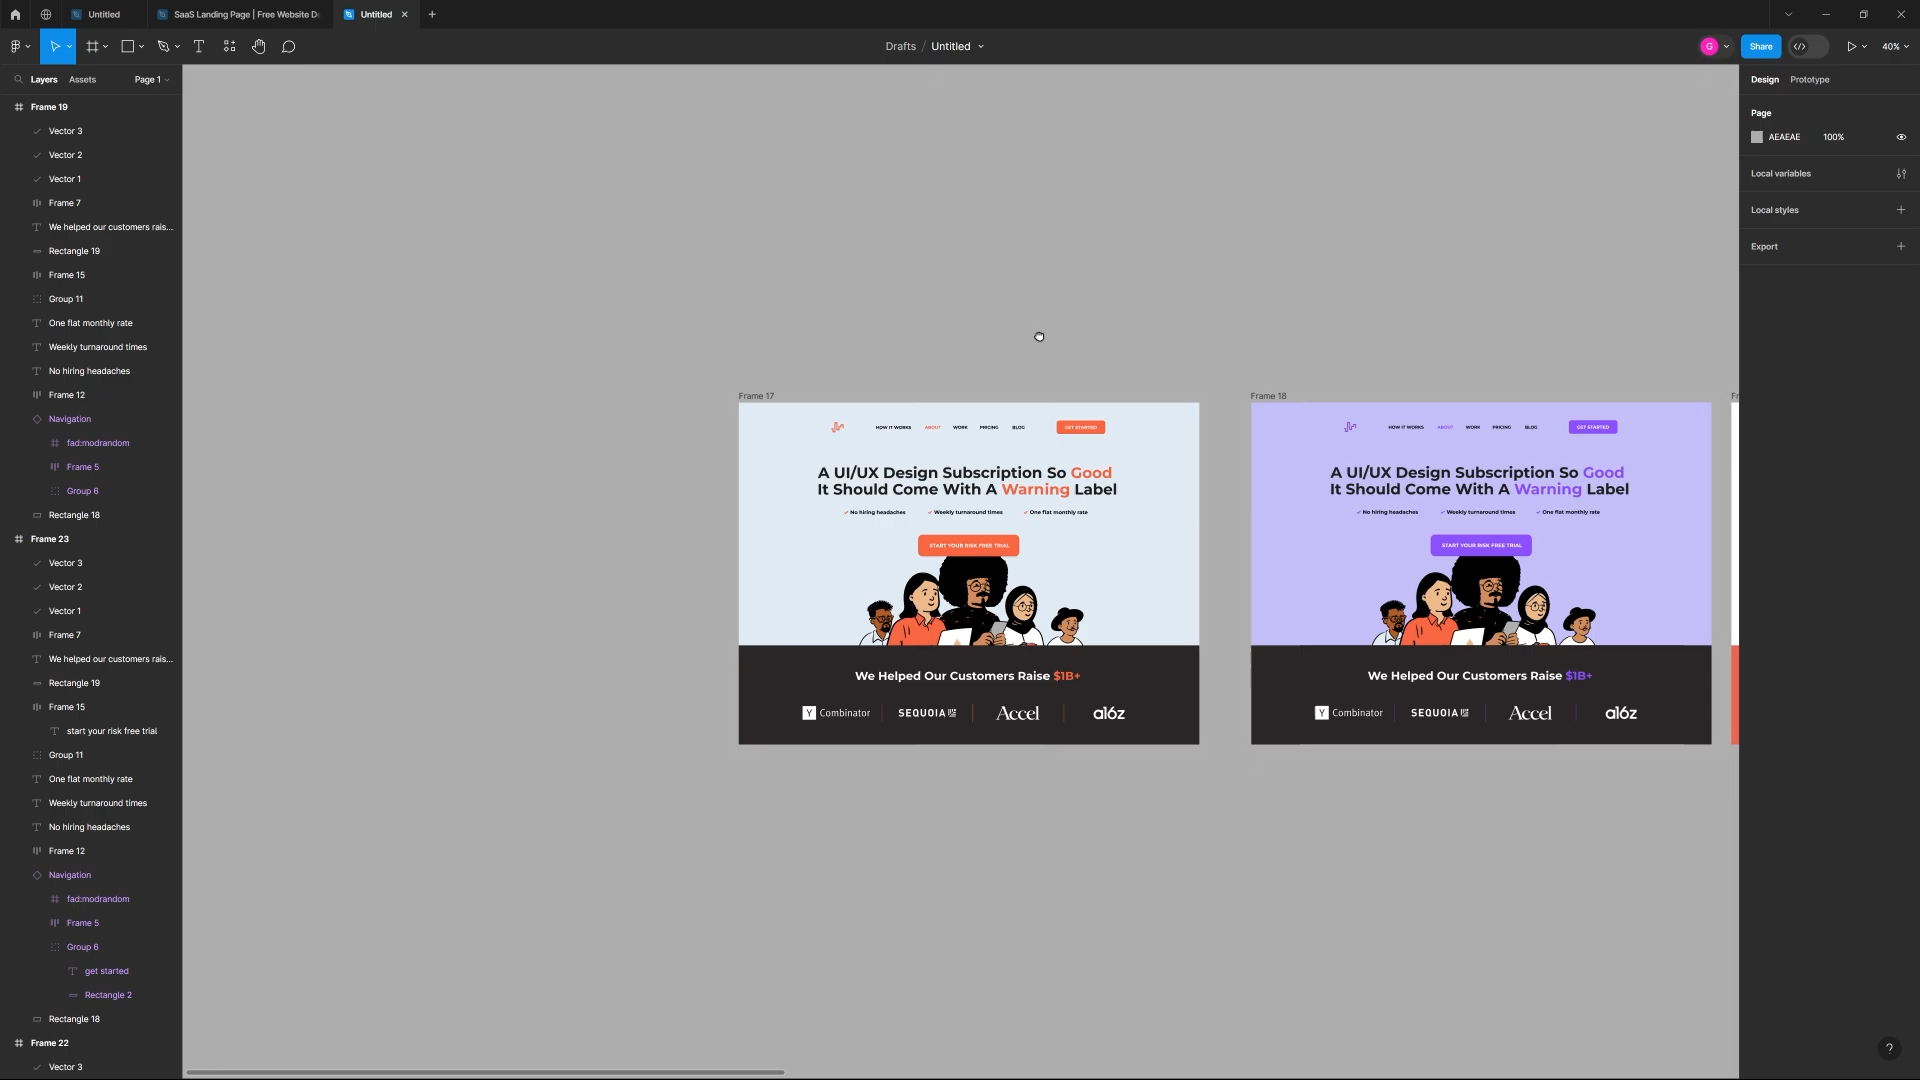 Untitled
SaaS Landing Page | Free Website De
Untitled
Drafts / Untitled
G
Share
40%
Layers
Assets
Page 1
Frame 19
Vector 3
Vector 2
Vector 1
Frame 7
We helped our customers rais...
Rectangle 19
Frame 15
Group 11
One flat monthly rate
Weekly turnaround times
No hiring headaches
Frame 12
Navigation
fad:modrandom
Frame 5
Group 6
Rectangle 18
Frame 23
Vector 3
Vector 2
Vector 1
Frame 7
We helped our customers rais...
Rectangle 19
Frame 15
start your risk free trial
Group 11
One flat monthly rate
Weekly turnaround times
No hiring headaches
Frame 12
Navigation
fad:modrandom
Frame 5
Group 6
get started
Rectangle 2
Rectangle 18
Frame 22
Vector 3
Frame 17
HOW IT WORKS ABOUT WORK PRICING BLOG GET STARTED
A UI/UX Design Subscription So Good
It Should Come With A Warning Label
No hiring headaches Weekly turnaround times One flat monthly rate
START YOUR RISK FREE TRIAL
We Helped Our Customers Raise $1B+
Y Combinator SEQUOIA Accel a16z
Frame 18
HOW IT WORKS ABOUT WORK PRICING BLOG GET STARTED
A UI/UX Design Subscription So Good
It Should Come With A Warning Label
No hiring headaches Weekly turnaround times One flat monthly rate
START YOUR RISK FREE TRIAL
We Helped Our Customers Raise $1B+
Y Combinator SEQUOIA Accel a16z
Fr
Design
Prototype
Page
AEAEAE 100%
Local variables
Local styles
Export
?